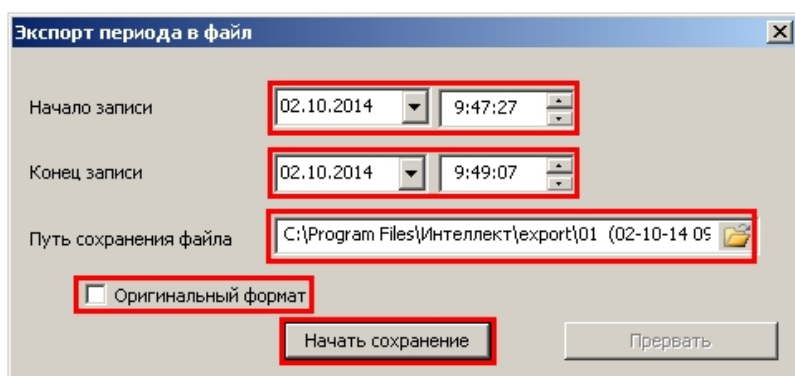 Экспорт периода в файл
Начало записи 02.10.2014 9:47:27
Конец записи 02.10.2014 9:49:07
Путь сохранения файла C:\Program Files\Интеллект\export\01 (02-10-14 09
Оригинальный формат
Начать сохранение Прервать